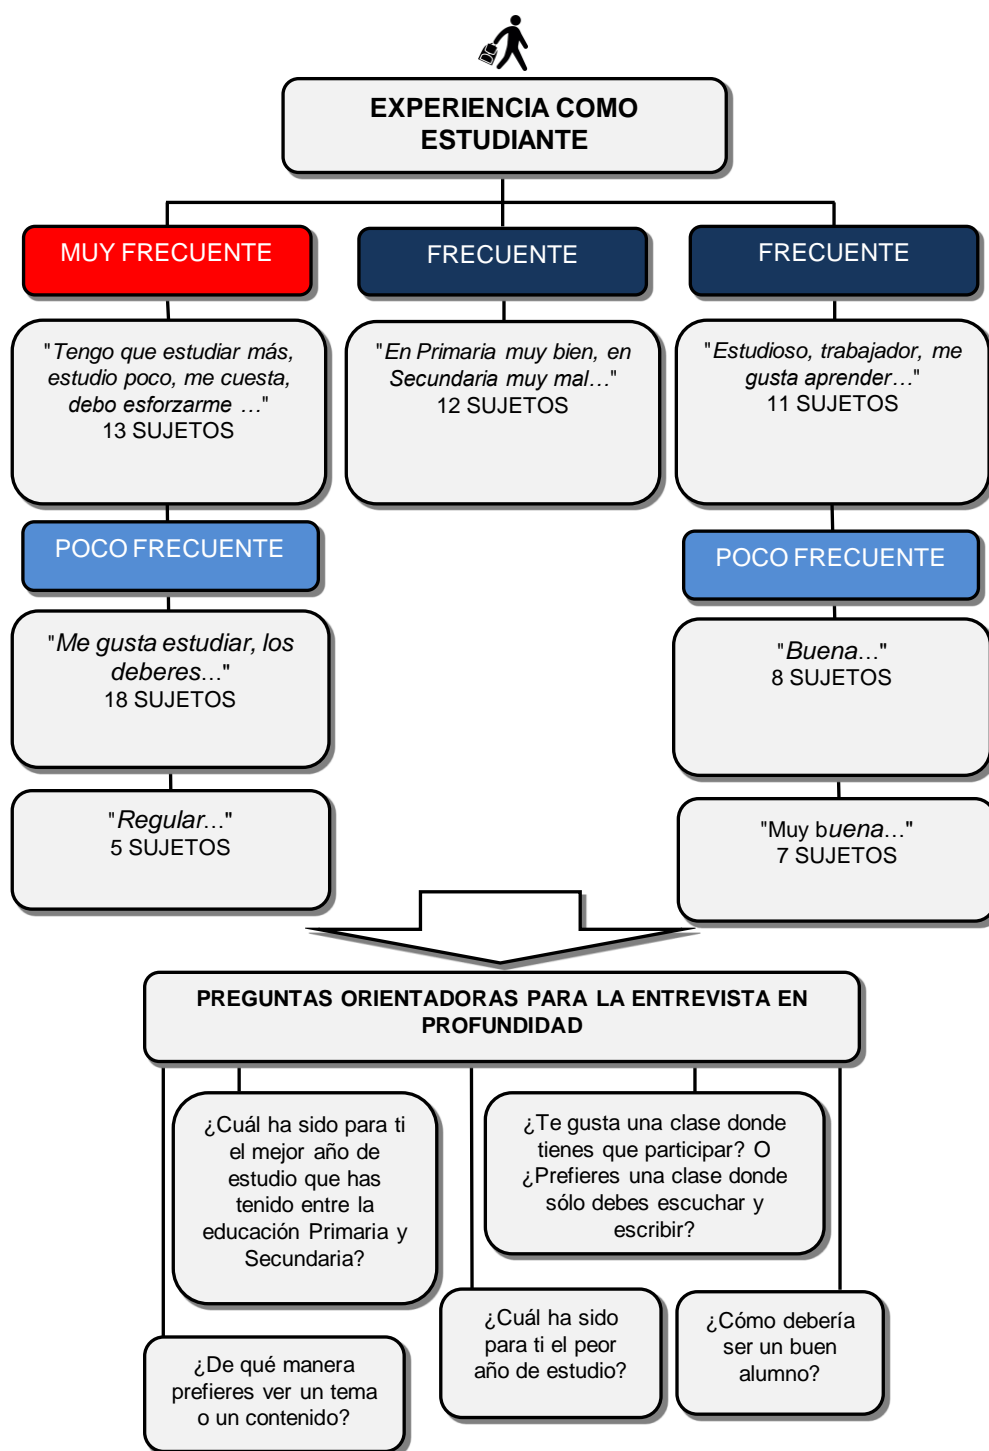 EXPERIENCIA COMO
ESTUDIANTE
MUY FRECUENTE
"Tengo que estudiar más,
estudio poco, me cuesta,
debo esforzarme …"
13 SUJETOS
FRECUENTE
"En Primaria muy bien, en
Secundaria muy mal…"
12 SUJETOS
FRECUENTE
"Estudioso, trabajador, me
gusta aprender…"
11 SUJETOS
POCO FRECUENTE
"Me gusta estudiar, los
deberes…"
18 SUJETOS
"Regular…"
5 SUJETOS
POCO FRECUENTE
"Buena…"
8 SUJETOS
"Muy buena…"
7 SUJETOS
PREGUNTAS ORIENTADORAS PARA LA ENTREVISTA EN
PROFUNDIDAD
¿Cuál ha sido para ti
el mejor año de
estudio que has
tenido entre la
educación Primaria y
Secundaria?
¿Te gusta una clase donde
tienes que participar? O
¿Prefieres una clase donde
sólo debes escuchar y
escribir?
¿De qué manera
prefieres ver un tema
o un contenido?
¿Cuál ha sido
para ti el peor
año de estudio?
¿Cómo debería
ser un buen
alumno?